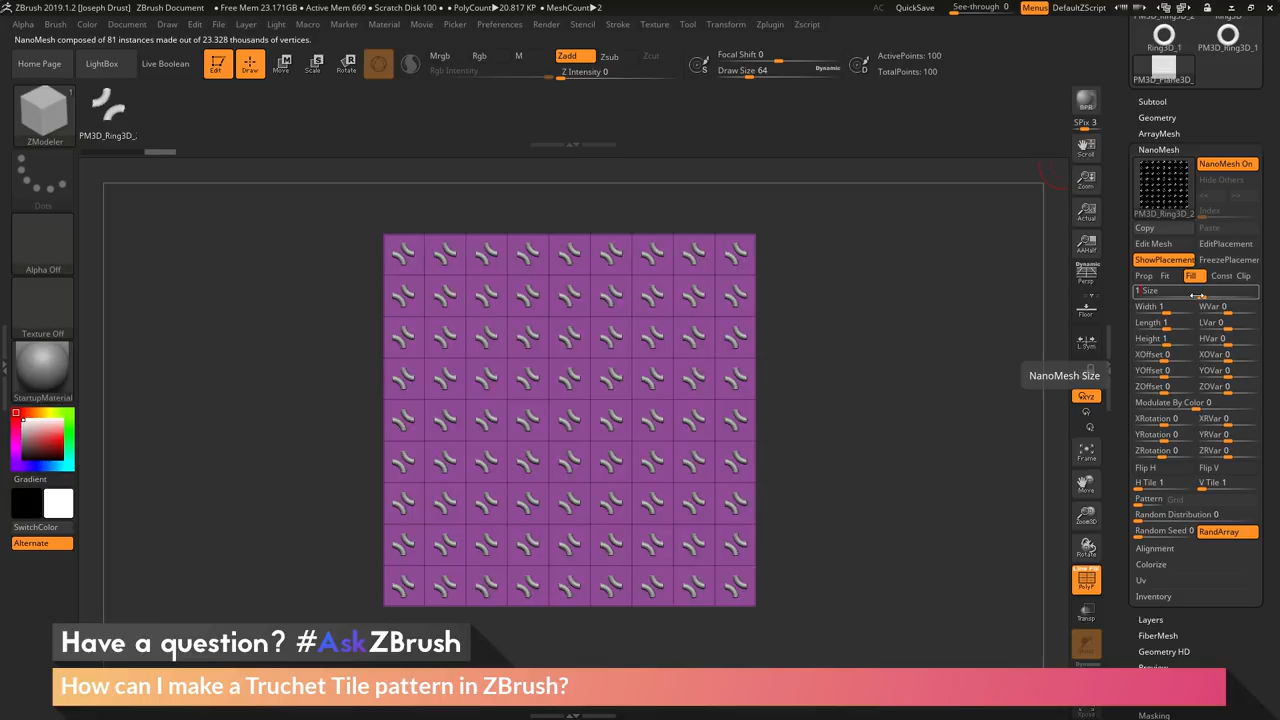 ZBrush 2019.1.2 [Joseph Drust]   ZBrush Document   • Free Mem 23.171GB • Active Mem 669 • Scratch Disk 100 • PolyCount▶20.817 KP • MeshCount▶2
AC QuickSave See-through 0 Menus DefaultZScript
Alpha Brush Color Document Draw Edit File Layer Light Macro Marker Material Movie Picker Preferences Render Stencil Stroke Texture Tool Transform Zplugin Zscript
NanoMesh composed of 81 instances made out of 23.328 thousands of vertices.
Home Page LightBox Live Boolean
Edit Draw Move Scale Rotate
Mrgb Rgb M
Rgb Intensity
Zadd Zsub Zcut
Z Intensity 0
S
Focal Shift 0
Draw Size 64 Dynamic
D
ActivePoints: 100
TotalPoints: 100
1
ZModeler
PM3D_Ring3D_
Dots
Alpha Off
Texture Off
StartupMaterial
Gradient
SwitchColor
Alternate
BPR
SPix 3
Scroll
Zoom
Actual
AAHalf
Dynamic
Persp
Floor
L.Sym
XYZ
Frame
Move
Zoom3D
Rotate
Line Fill
PolyF
Transp
Dynamic
Xpose
NanoMesh Size
Ring3D_1 PM3D_Ring3D_1
PM3D_Plane3D_
Subtool
Geometry
ArrayMesh
NanoMesh
NanoMesh On
Hide Others
<< >>
Index
PM3D_Ring3D_2
Copy Paste
Edit Mesh EditPlacement
ShowPlacement FreezePlacemer
Prop Fit Fill Const Clip
1 Size
Width 1 WVar 0
Length 1 LVar 0
Height 1 HVar 0
XOffset 0 XOVar 0
YOffset 0 YOVar 0
ZOffset 0 ZOVar 0
Modulate By Color 0
XRotation 0 XRVar 0
YRotation 0 YRVar 0
ZRotation 0 ZRVar 0
Flip H Flip V
H Tile 1 V Tile 1
Pattern Grid
Random Distribution 0
Random Seed 0 RandArray
Alignment
Colorize
Uv
Inventory
Layers
FiberMesh
Geometry HD
Preview
Masking
Have a question? #AskZBrush
How can I make a Truchet Tile pattern in ZBrush?